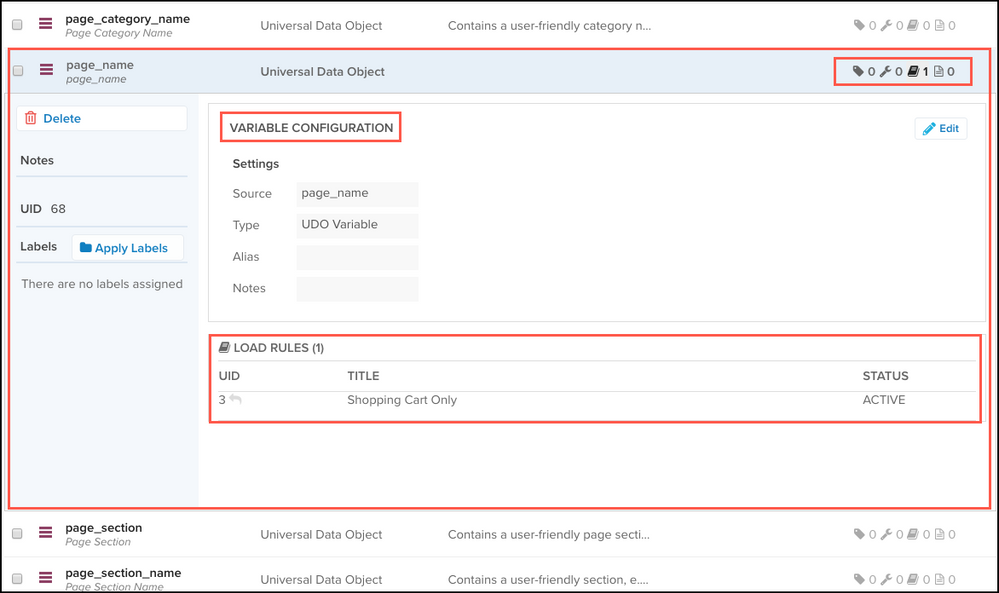 page_category_name Universal Data Object Contains a user-friendly category n... 0 0 0 0
Page Category Name
page_name Universal Data Object 0 0 1 0
page_name
Delete
Notes
UID 68
Labels Apply Labels
There are no labels assigned
VARIABLE CONFIGURATION Edit
Settings
Source page_name
Type UDO Variable
Alias
Notes
LOAD RULES (1)
UID TITLE STATUS
3 Shopping Cart Only ACTIVE
page_section Universal Data Object Contains a user-friendly page secti... 0 0 0 0
Page Section
page_section_name Universal Data Object Contains a user-friendly section, e.... 0 0 0 0
Page Section Name